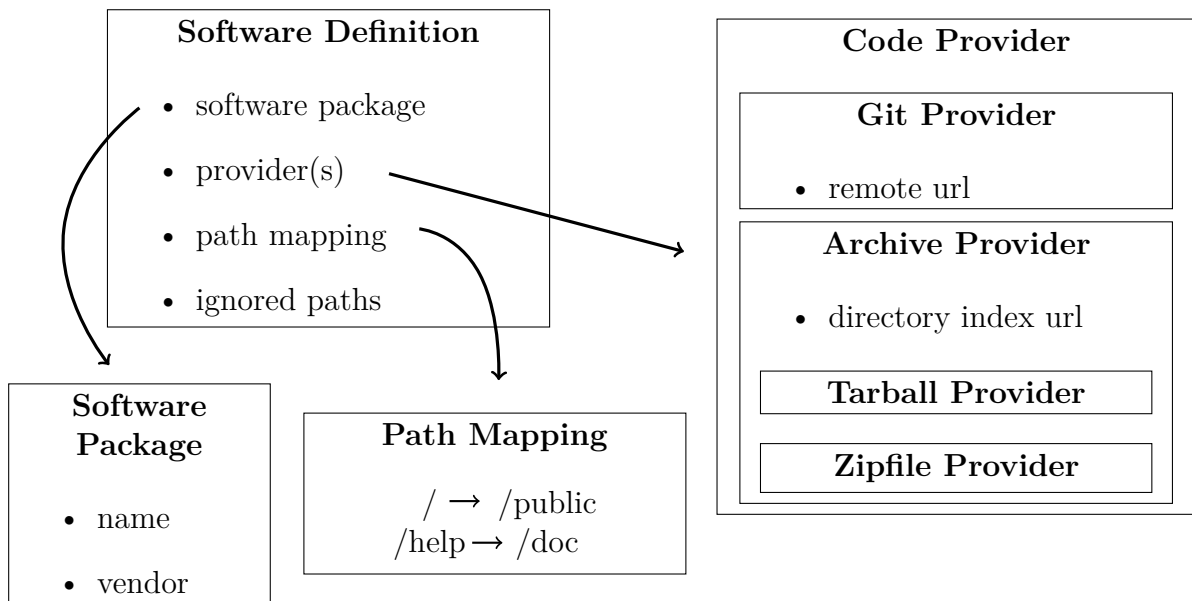 Software Definition
• software package
• provider(s)
• path mapping
• ignored paths
Software
Package
• name
• vendor
Path Mapping
/ → /public
/help → /doc
Code Provider
Git Provider
• remote url
Archive Provider
• directory index url
Tarball Provider
Zipfile Provider